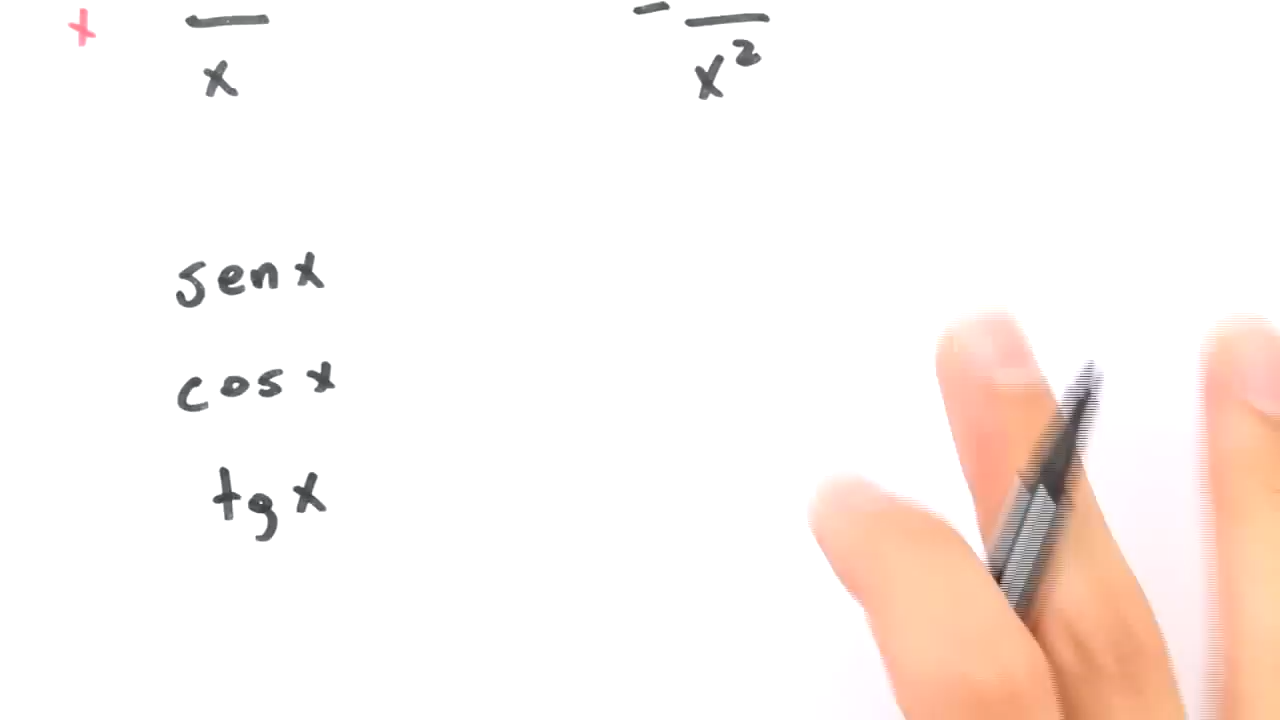 + — x - — x²
sen x
cos x
tg x